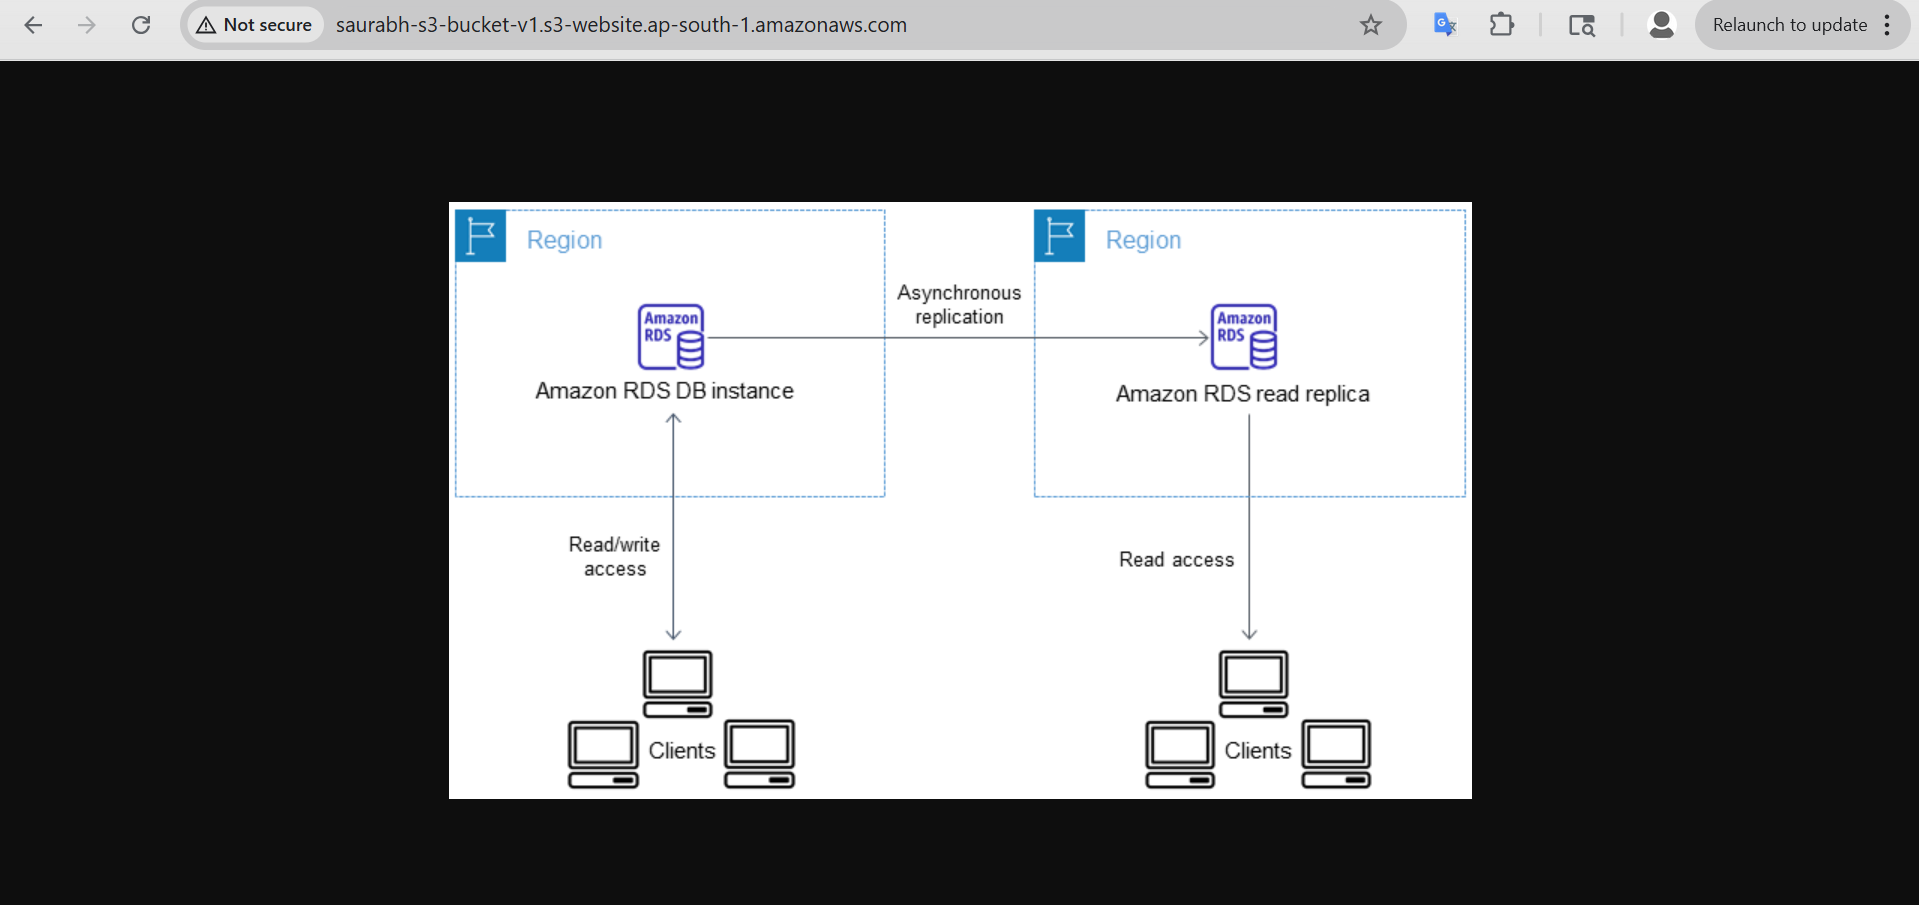 Not secure
saurabh-s3-bucket-v1.s3-website.ap-south-1.amazonaws.com
Relaunch to update
Region
Region
Asynchronous
replication
Amazon
RDS
Amazon
RDS
Amazon RDS DB instance
Amazon RDS read replica
Read/write
access
Read access
Clients
Clients